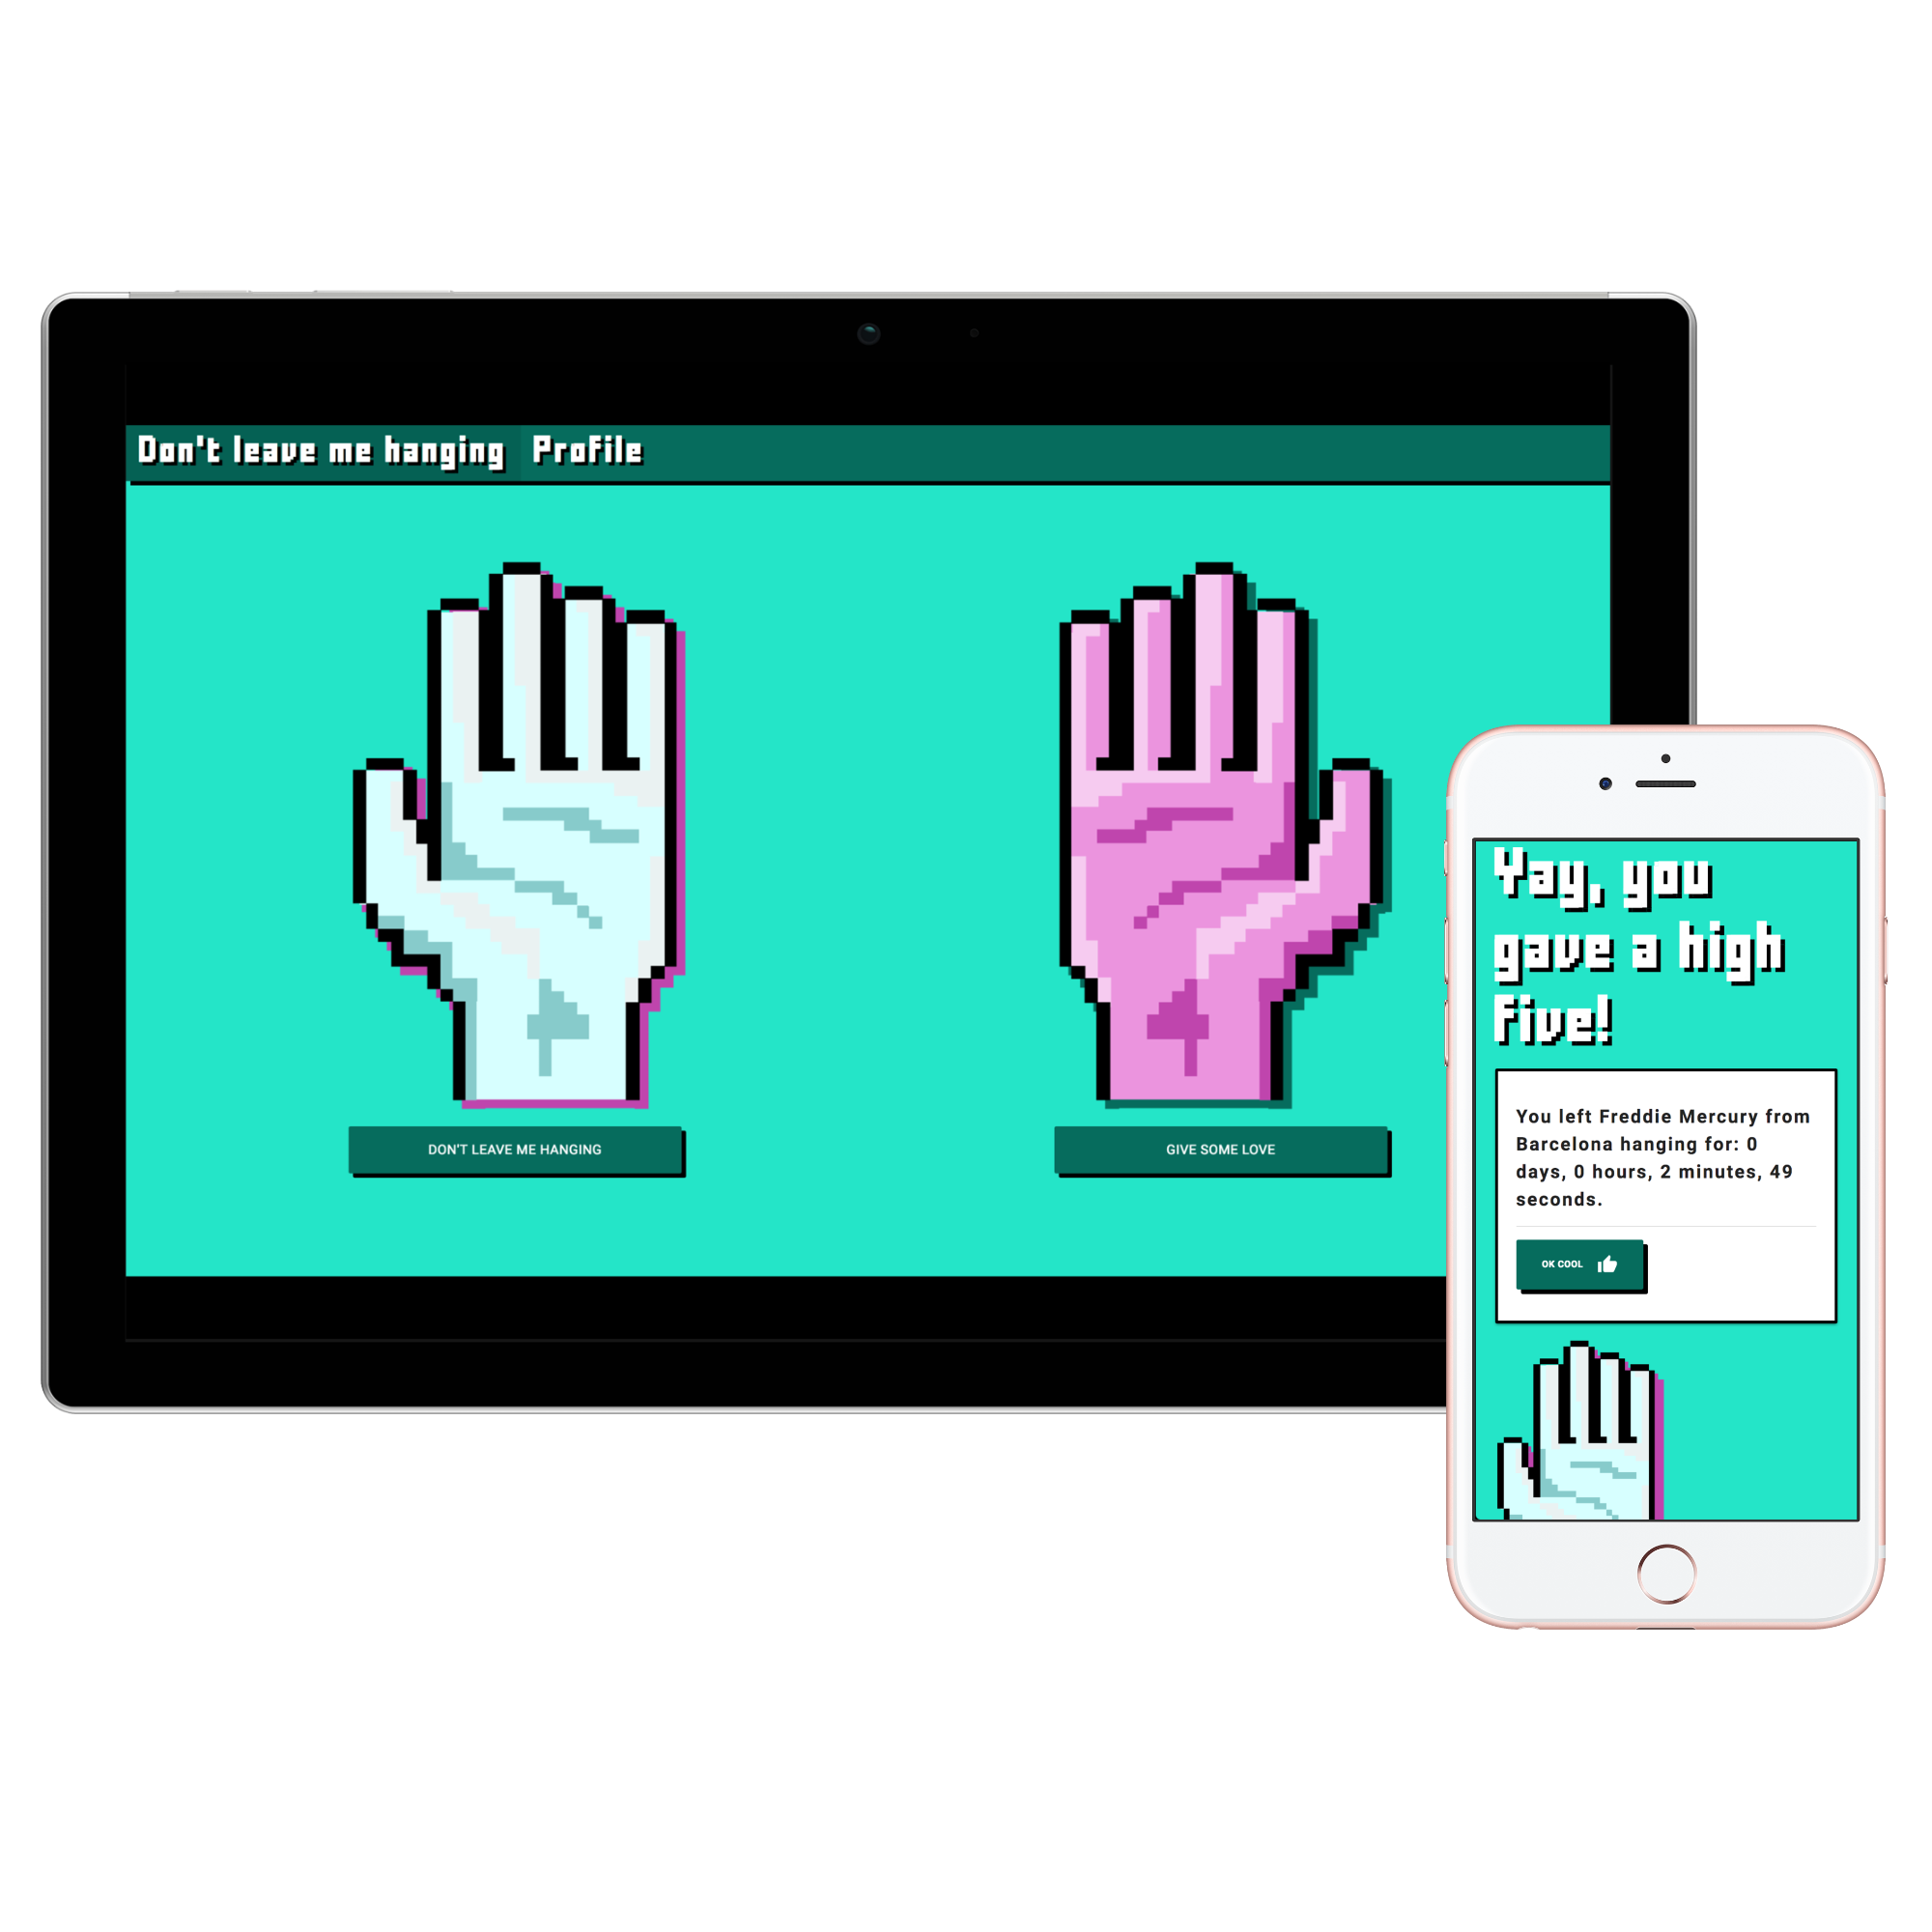 Don't leave me hanging Profile
DON'T LEAVE ME HANGING
GIVE SOME LOVE
Yay, you
gave a high
five!
You left Freddie Mercury from
Barcelona hanging for: 0
days, 0 hours, 2 minutes, 49
seconds.
OK COOL